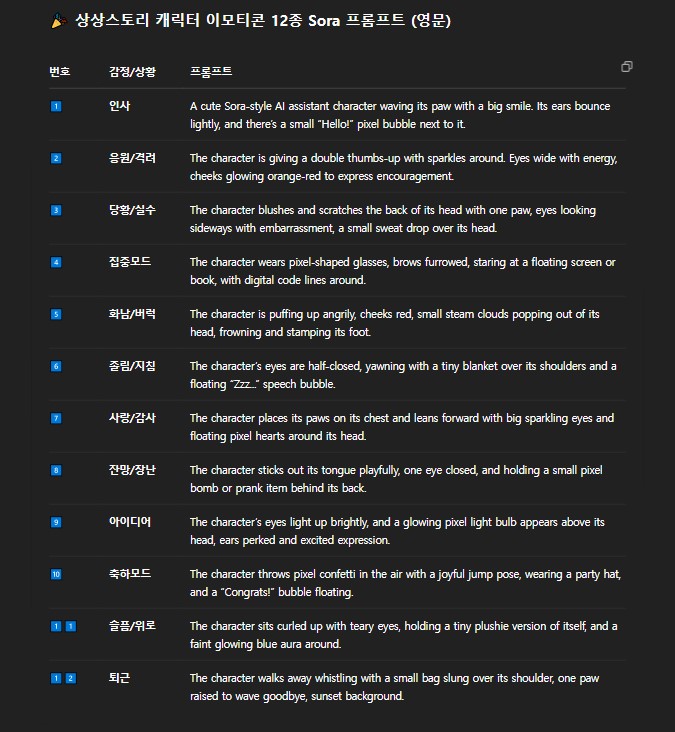 🎉 상상스토리 캐릭터 이모티콘 12종 Sora 프롬프트 (영문)
번호 감정/상황 프롬프트
1 인사 A cute Sora-style AI assistant character waving its paw with a big smile. Its ears bounce
lightly, and there's a small "Hello!" pixel bubble next to it.
2 응원/격려 The character is giving a double thumbs-up with sparkles around. Eyes wide with energy,
cheeks glowing orange-red to express encouragement.
3 당황/실수 The character blushes and scratches the back of its head with one paw, eyes looking
sideways with embarrassment, a small sweat drop over its head.
4 집중모드 The character wears pixel-shaped glasses, brows furrowed, staring at a floating screen or
book, with digital code lines around.
5 화남/버럭 The character is puffing up angrily, cheeks red, small steam clouds popping out of its
head, frowning and stamping its foot.
6 졸림/지침 The character's eyes are half-closed, yawning with a tiny blanket over its shoulders and a
floating "Zzz..." speech bubble.
7 사랑/감사 The character places its paws on its chest and leans forward with big sparkling eyes and
floating pixel hearts around its head.
8 잔망/장난 The character sticks out its tongue playfully, one eye closed, and holding a small pixel
bomb or prank item behind its back.
9 아이디어 The character's eyes light up brightly, and a glowing pixel light bulb appears above its
head, ears perked and excited expression.
10 축하모드 The character throws pixel confetti in the air with a joyful jump pose, wearing a party hat,
and a "Congrats!" bubble floating.
1 1 슬픔/위로 The character sits curled up with teary eyes, holding a tiny plushie version of itself, and a
faint glowing blue aura around.
1 2 퇴근 The character walks away whistling with a small bag slung over its shoulder, one paw
raised to wave goodbye, sunset background.